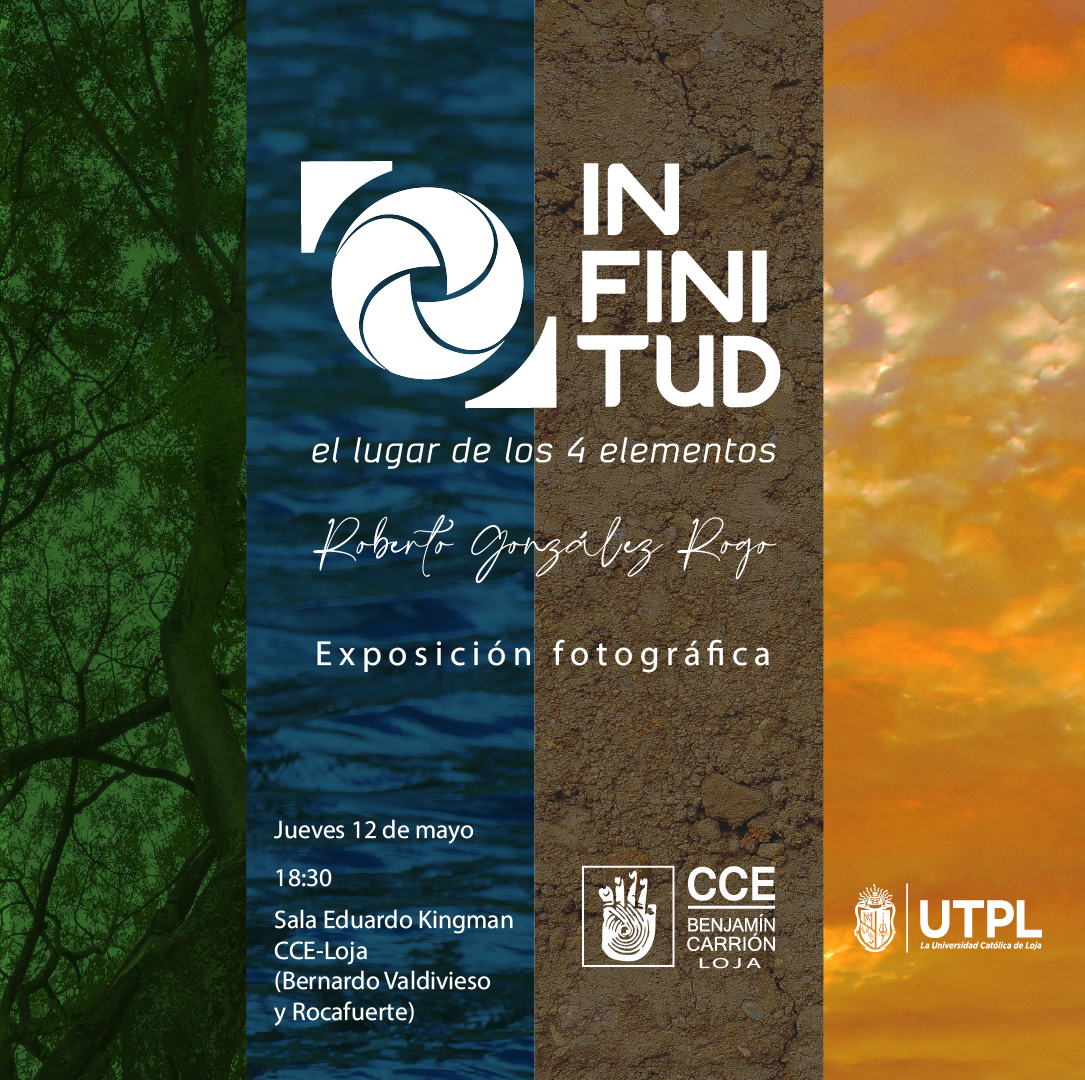 IN
FINI
TUD
el lugar de los 4 elementos
Roberto González Rogo
Exposición fotográfica
Jueves 12 de mayo
18:30
Sala Eduardo Kingman
CCE-Loja
(Bernardo Valdivieso
y Rocafuerte)
CCE
BENJAMÍN
CARRIÓN
LOJA
UTPL
La Universidad Católica de Loja